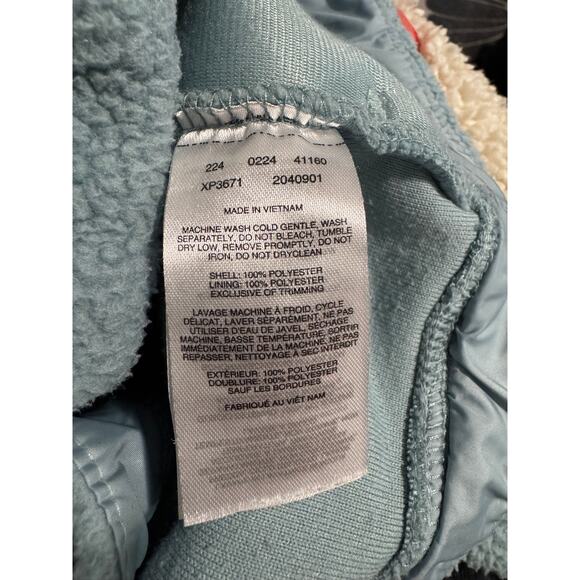 224 0224 41160
XP3671 2040901
MADE IN VIETNAM
MACHINE WASH COLD GENTLE, WASH
SEPARATELY, DO NOT BLEACH, TUMBLE
DRY LOW, REMOVE PROMPTLY, DO NOT
IRON, DO NOT DRYCLEAN
SHELL: 100% POLYESTER
LINING: 100% POLYESTER
EXCLUSIVE OF TRIMMING
LAVAGE MACHINE À FROID, CYCLE
DÉLICAT, LAVER SÉPARÉMENT, NE PAS
UTILISER D'EAU DE JAVEL, SÉCHAGE
MACHINE, BASSE TEMPÉRATURE, SORTIR
IMMÉDIATEMENT DE LA MACHINE, NE PAS
REPASSER, NETTOYAGE À SEC INTERDIT
EXTÉRIEUR: 100% POLYESTER
DOUBLURE: 100% POLYESTER
SAUF LES BORDURES
FABRIQUÉ AU VIÊT NAM